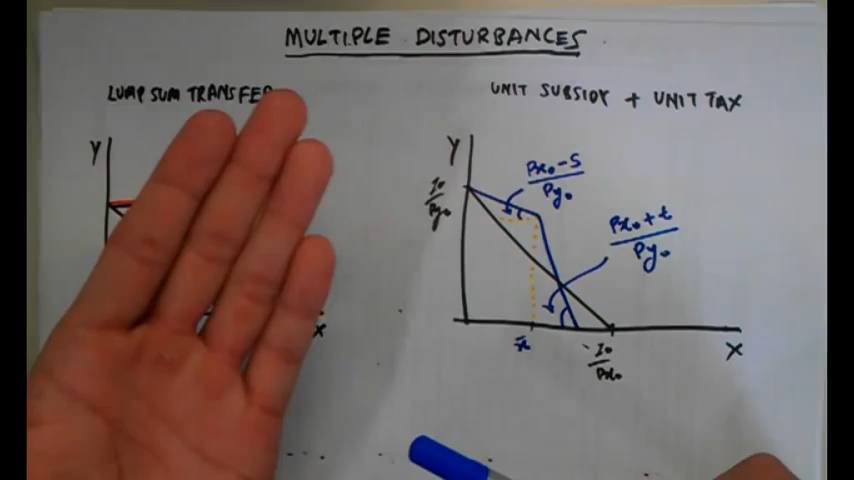 MULTIPLE DISTURBANCES
LUMP SUM TRANSFER
UNIT SUBSIDY + UNIT TAX
Y
Y
Px₀-S
Py₀
I₀
Py₀
Px₀+t
Py₀
x
x̄
I₀
Px₀
X